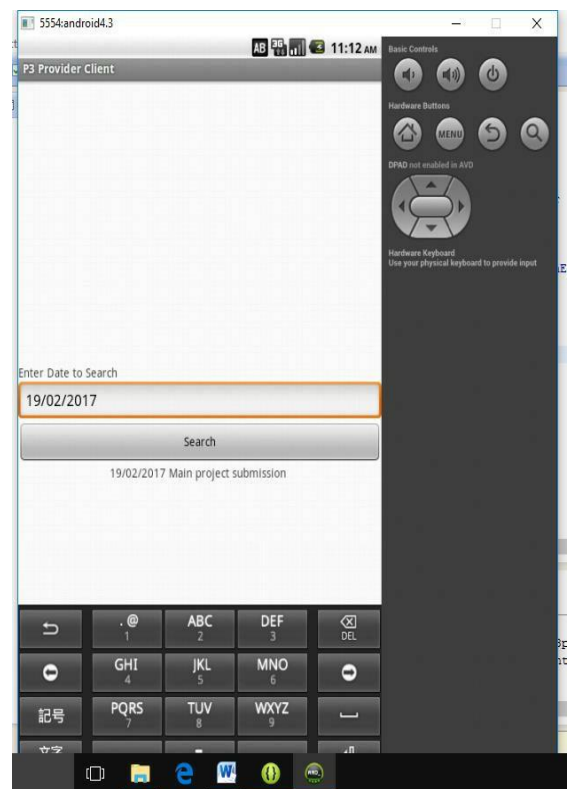 5554:android4.3
AB 3G 11:12 AM
P3 Provider Client
Basic Controls
Hardware Buttons
MENU
DPAD not enabled in AVD
Hardware Keyboard
Use your physical keyboard to provide input
Enter Date to Search
19/02/2017
Search
19/02/2017 Main project submission
. @ ABC DEF
1 2 3 DEL
GHI JKL MNO
4 5 6
記号 PQRS TUV WXYZ
7 8 9
文字